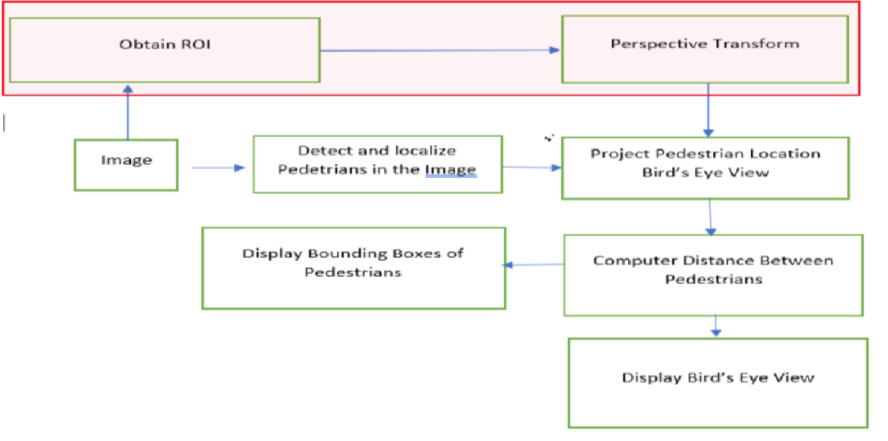 Obtain ROI
Perspective Transform
Image
Detect and localize
Pedetrians in the Image
Project Pedestrian Location
Bird's Eye View
Display Bounding Boxes of
Pedestrians
Computer Distance Between
Pedestrians
Display Bird's Eye View